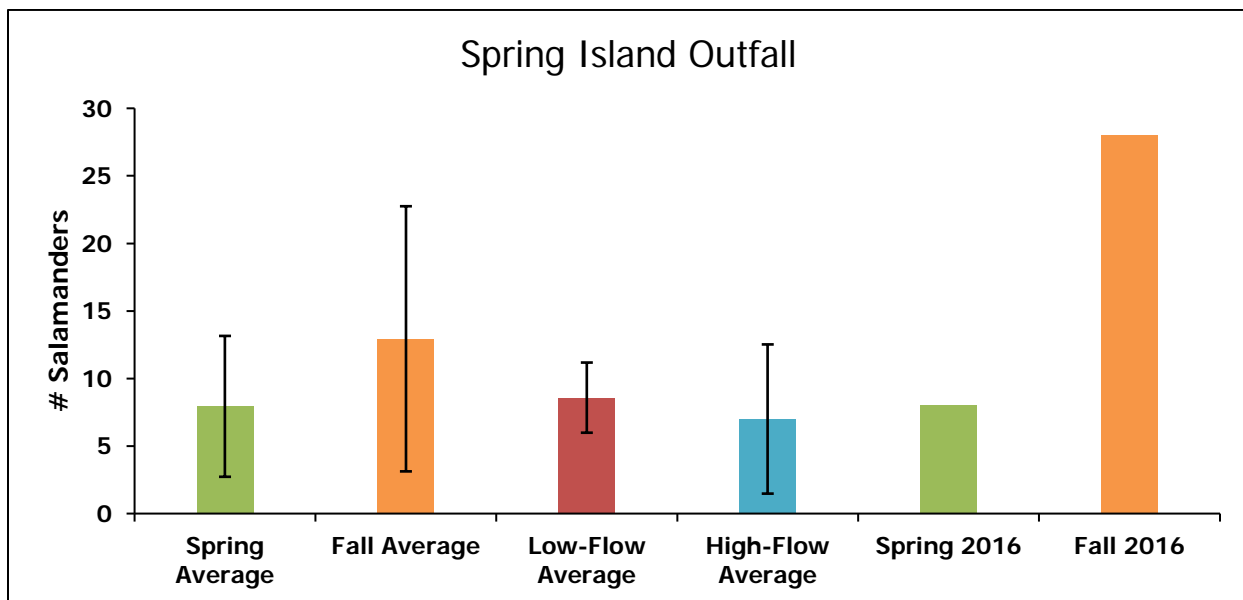 Spring Island Outfall
30
25
20
15
10
5
0
# Salamanders
Spring
Average
Fall Average
Low-Flow
Average
High-Flow
Average
Spring 2016
Fall 2016